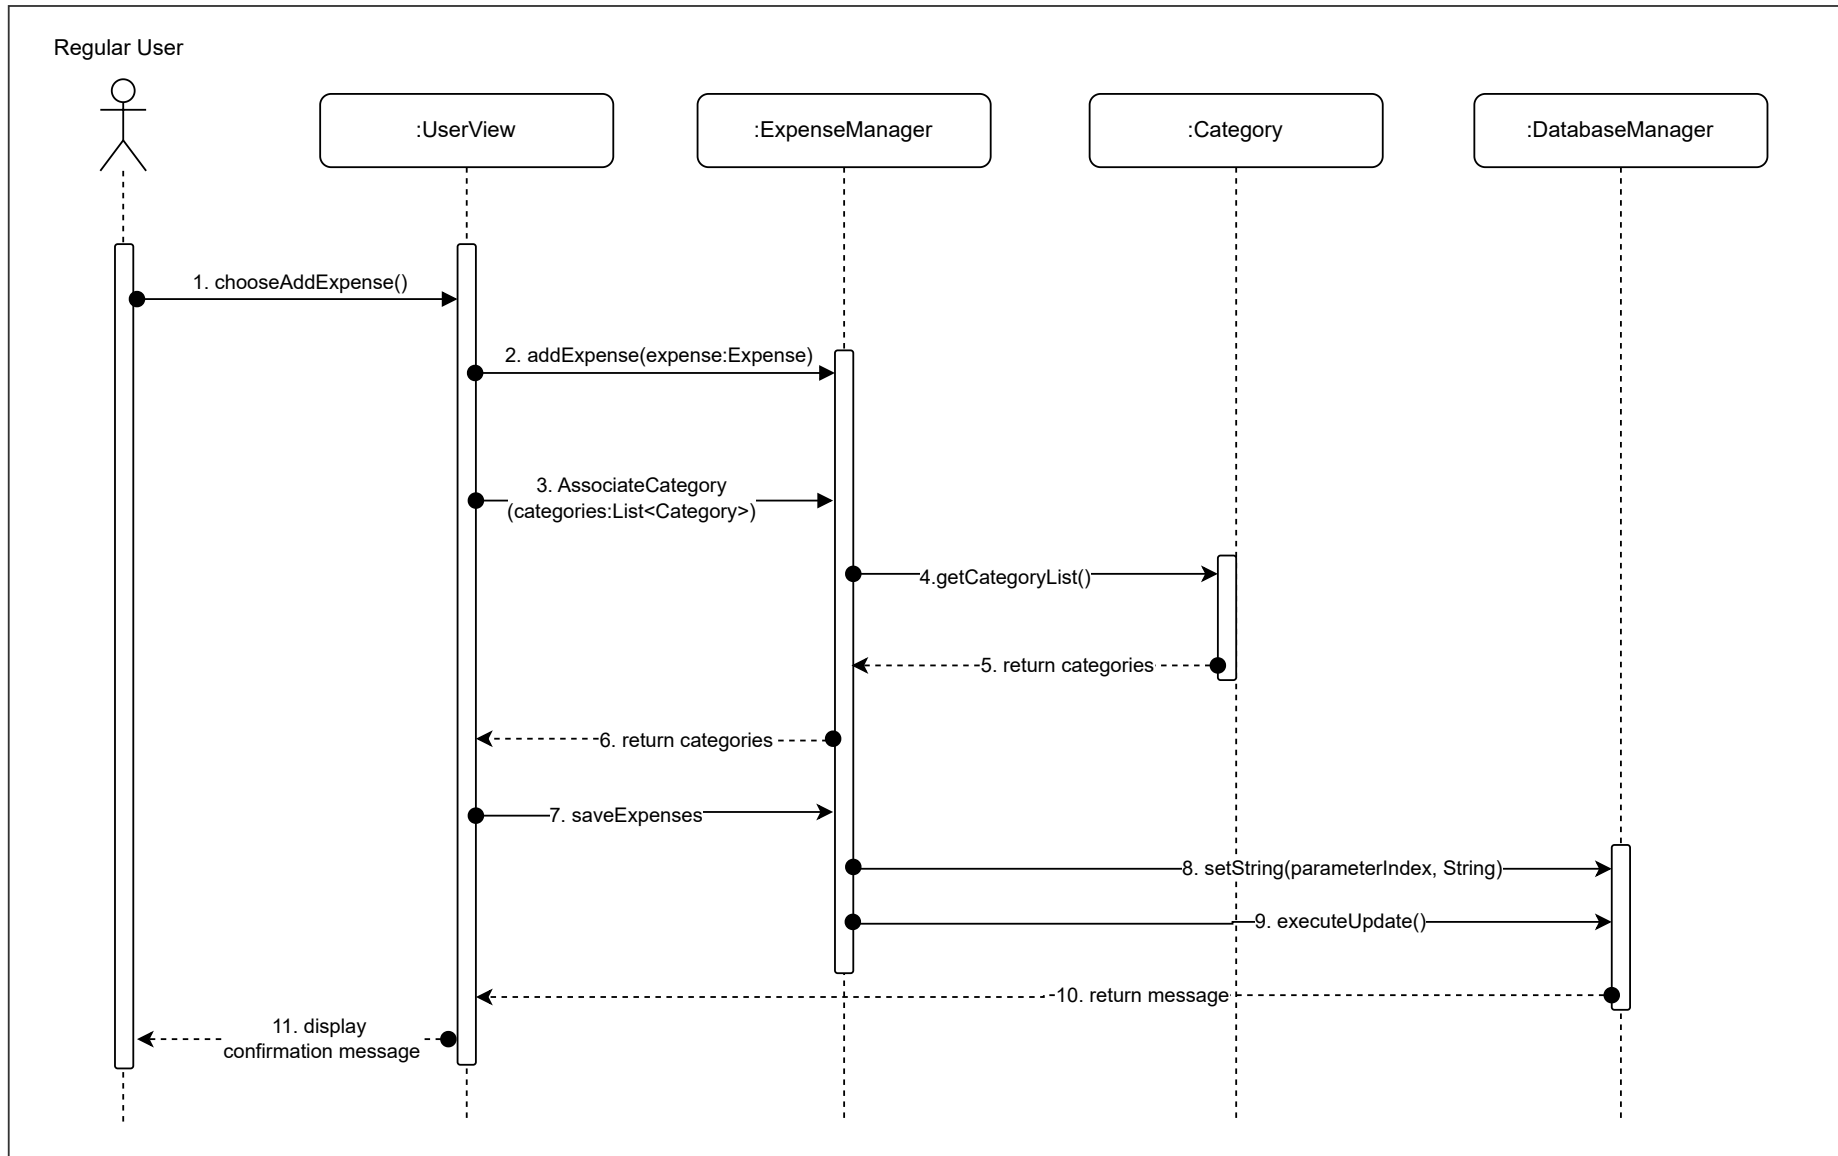 Regular User
:UserView
:ExpenseManager
:Category
:DatabaseManager
1. chooseAddExpense()
2. addExpense(expense:Expense)
3. AssociateCategory
(categories:List<Category>)
4.getCategoryList()
5. return categories
6. return categories
7. saveExpenses
8. setString(parameterIndex, String)
9. executeUpdate()
10. return message
11. display
confirmation message